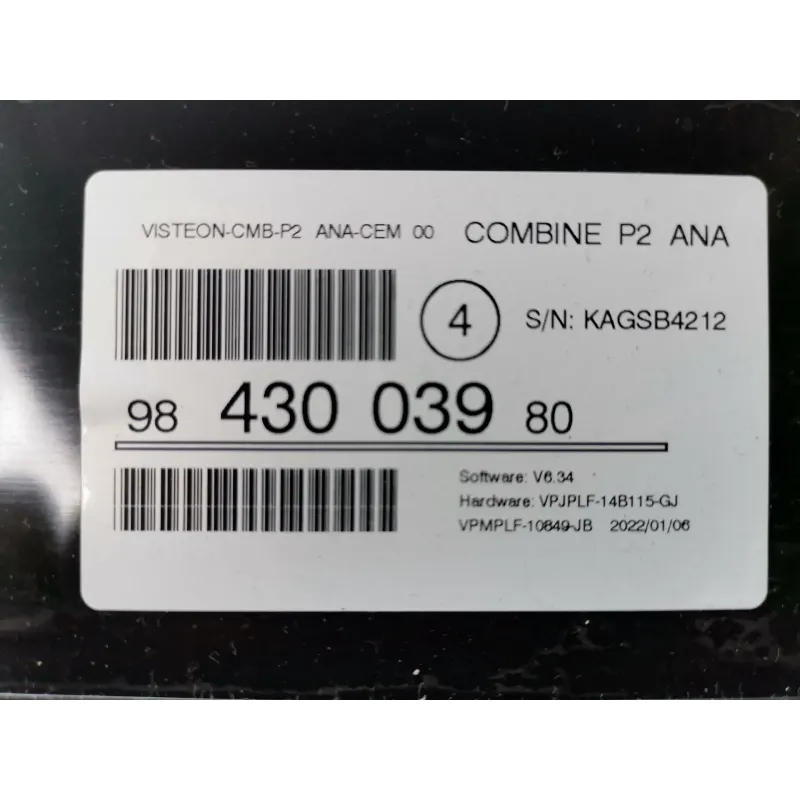 VISTEON-CMB-P2 ANA-CEM 00 COMBINE P2 ANA
4 S/N: KAGSB4212
98 430 039 80
Software: V6.34
Hardware: VPJPLF-14B115-GJ
VPMPLF-10849-JB 2022/01/06